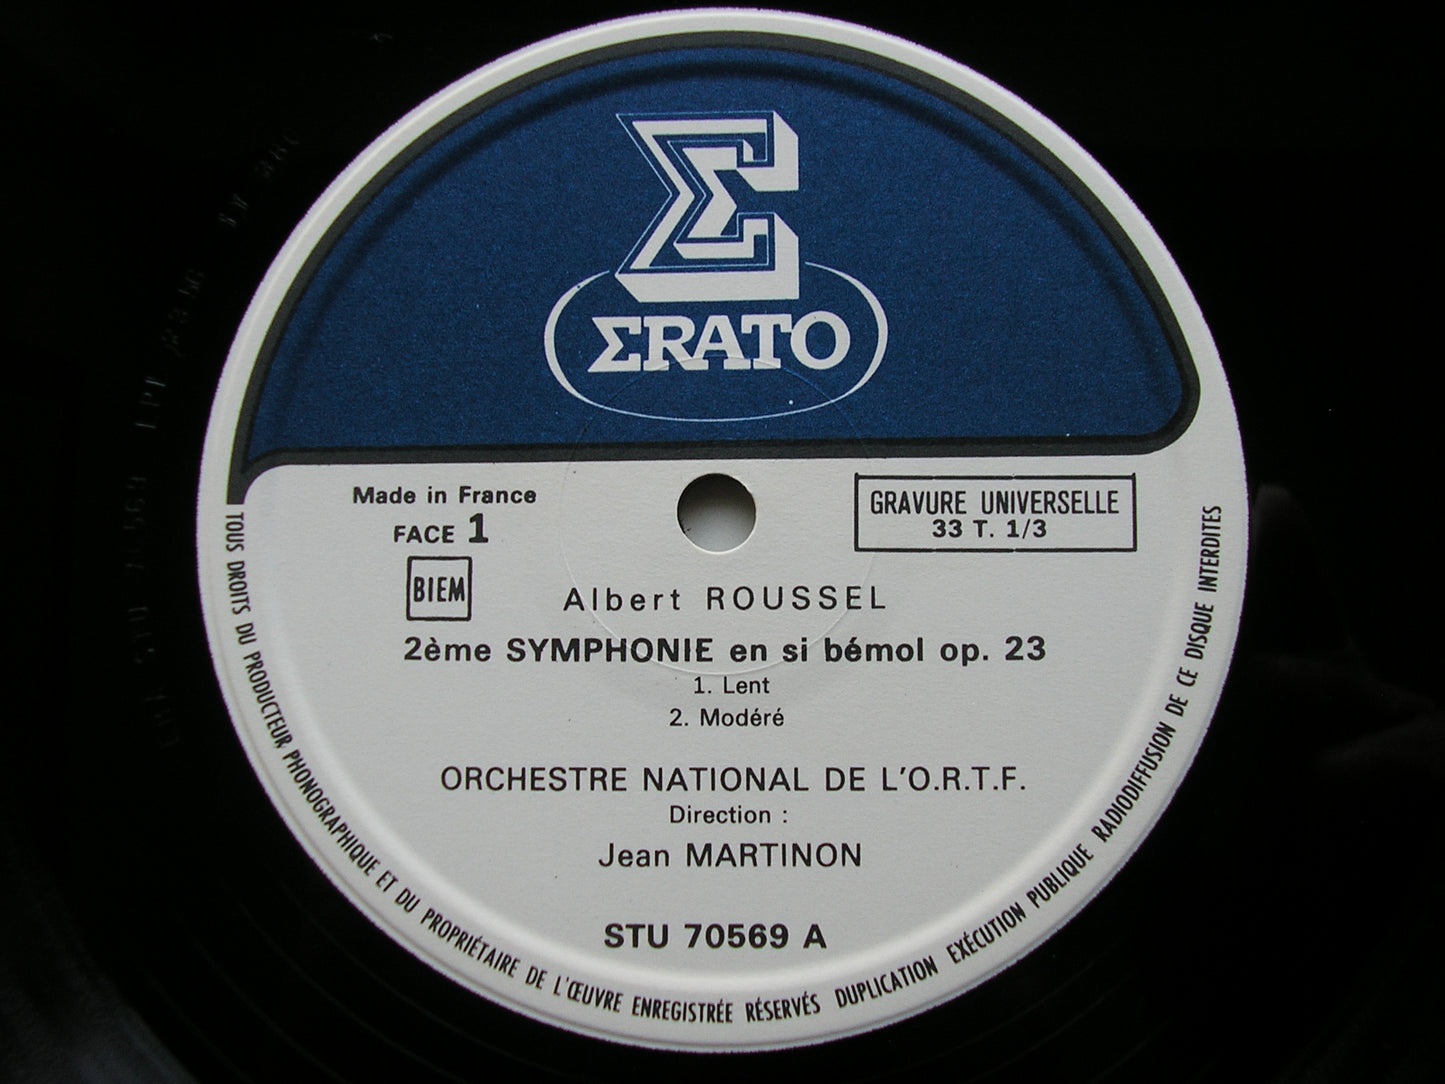 ΣRATO
Made in France
FACE 1
BIEM
GRAVURE UNIVERSELLE
33 T. 1/3
Albert ROUSSEL
2ème SYMPHONIE en si bémol op. 23
1. Lent
2. Modéré
ORCHESTRE NATIONAL DE L'O.R.T.F.
Direction :
Jean MARTINON
STU 70569 A
TOUS DROITS DU PRODUCTEUR PHONOGRAPHIQUE ET DU PROPRIÉTAIRE DE L'ŒUVRE ENREGISTRÉE RÉSERVÉS DUPLICATION EXÉCUTION PUBLIQUE RADIODIFFUSION DE CE DISQUE INTERDITES
STU 70569